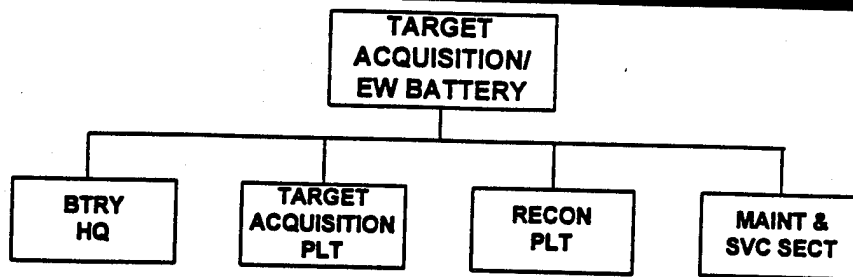 TARGET
ACQUISITION/
EW BATTERY
BTRY
HQ
TARGET
ACQUISITION
PLT
RECON
PLT
MAINT &
SVC SECT